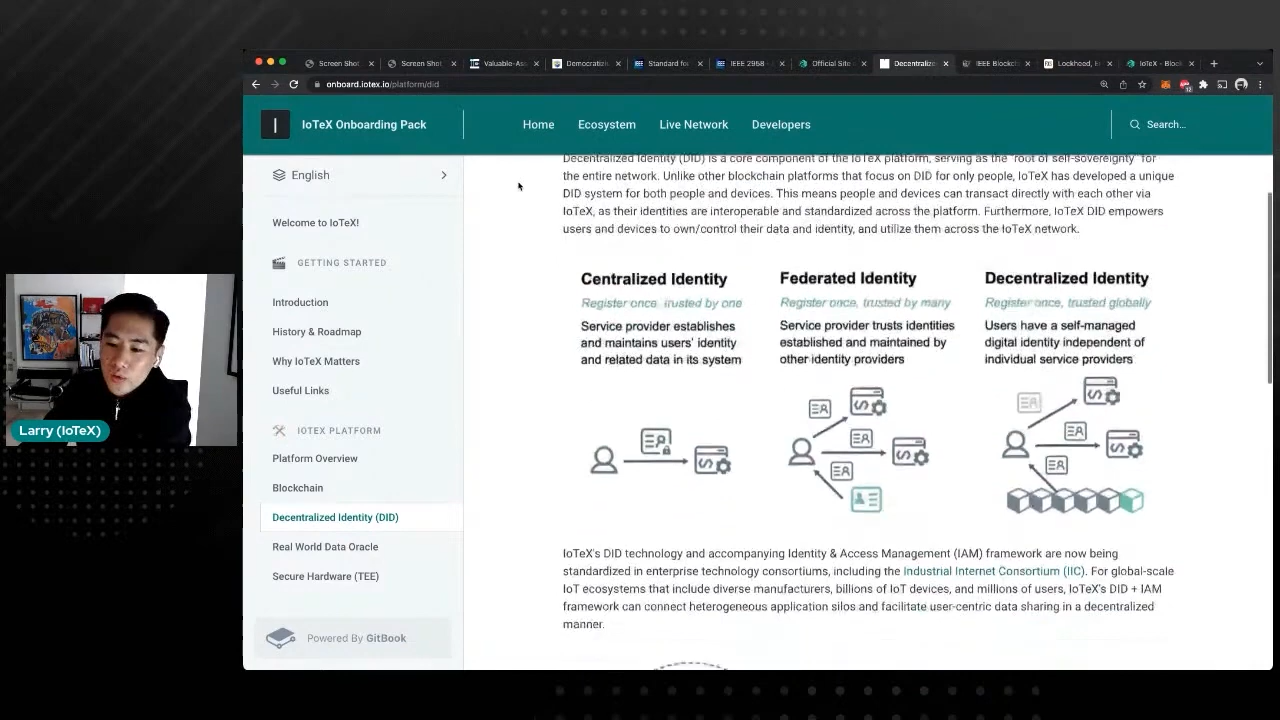 Screen Shot
Screen Shot
Valuable-Ass
Democratizin
Standard for
IEEE 2958
Official Site
Decentralize
IEEE Blockch
Lockheed, Ex
IoTeX - Block
onboard.iotex.io/platform/did
IoTeX Onboarding Pack
Home
Ecosystem
Live Network
Developers
Search...
English
Welcome to IoTeX!
GETTING STARTED
Introduction
History & Roadmap
Why IoTeX Matters
Useful Links
IOTEX PLATFORM
Platform Overview
Blockchain
Decentralized Identity (DID)
Real World Data Oracle
Secure Hardware (TEE)
Powered By GitBook
Decentralized Identity (DID) is a core component of the IoTeX platform, serving as the "root of self-sovereignty" for
the entire network. Unlike other blockchain platforms that focus on DID for only people, IoTeX has developed a unique
DID system for both people and devices. This means people and devices can transact directly with each other via
IoTeX, as their identities are interoperable and standardized across the platform. Furthermore, IoTeX DID empowers
users and devices to own/control their data and identity, and utilize them across the IoTeX network.
Centralized Identity
Register once, trusted by one
Service provider establishes
and maintains users' identity
and related data in its system
Federated Identity
Register once, trusted by many
Service provider trusts identities
established and maintained by
other identity providers
Decentralized Identity
Register once, trusted globally
Users have a self-managed
digital identity independent of
individual service providers
IoTeX's DID technology and accompanying Identity & Access Management (IAM) framework are now being
standardized in enterprise technology consortiums, including the Industrial Internet Consortium (IIC). For global-scale
IoT ecosystems that include diverse manufacturers, billions of IoT devices, and millions of users, IoTeX's DID + IAM
framework can connect heterogeneous application silos and facilitate user-centric data sharing in a decentralized
manner.
Larry (IoTeX)